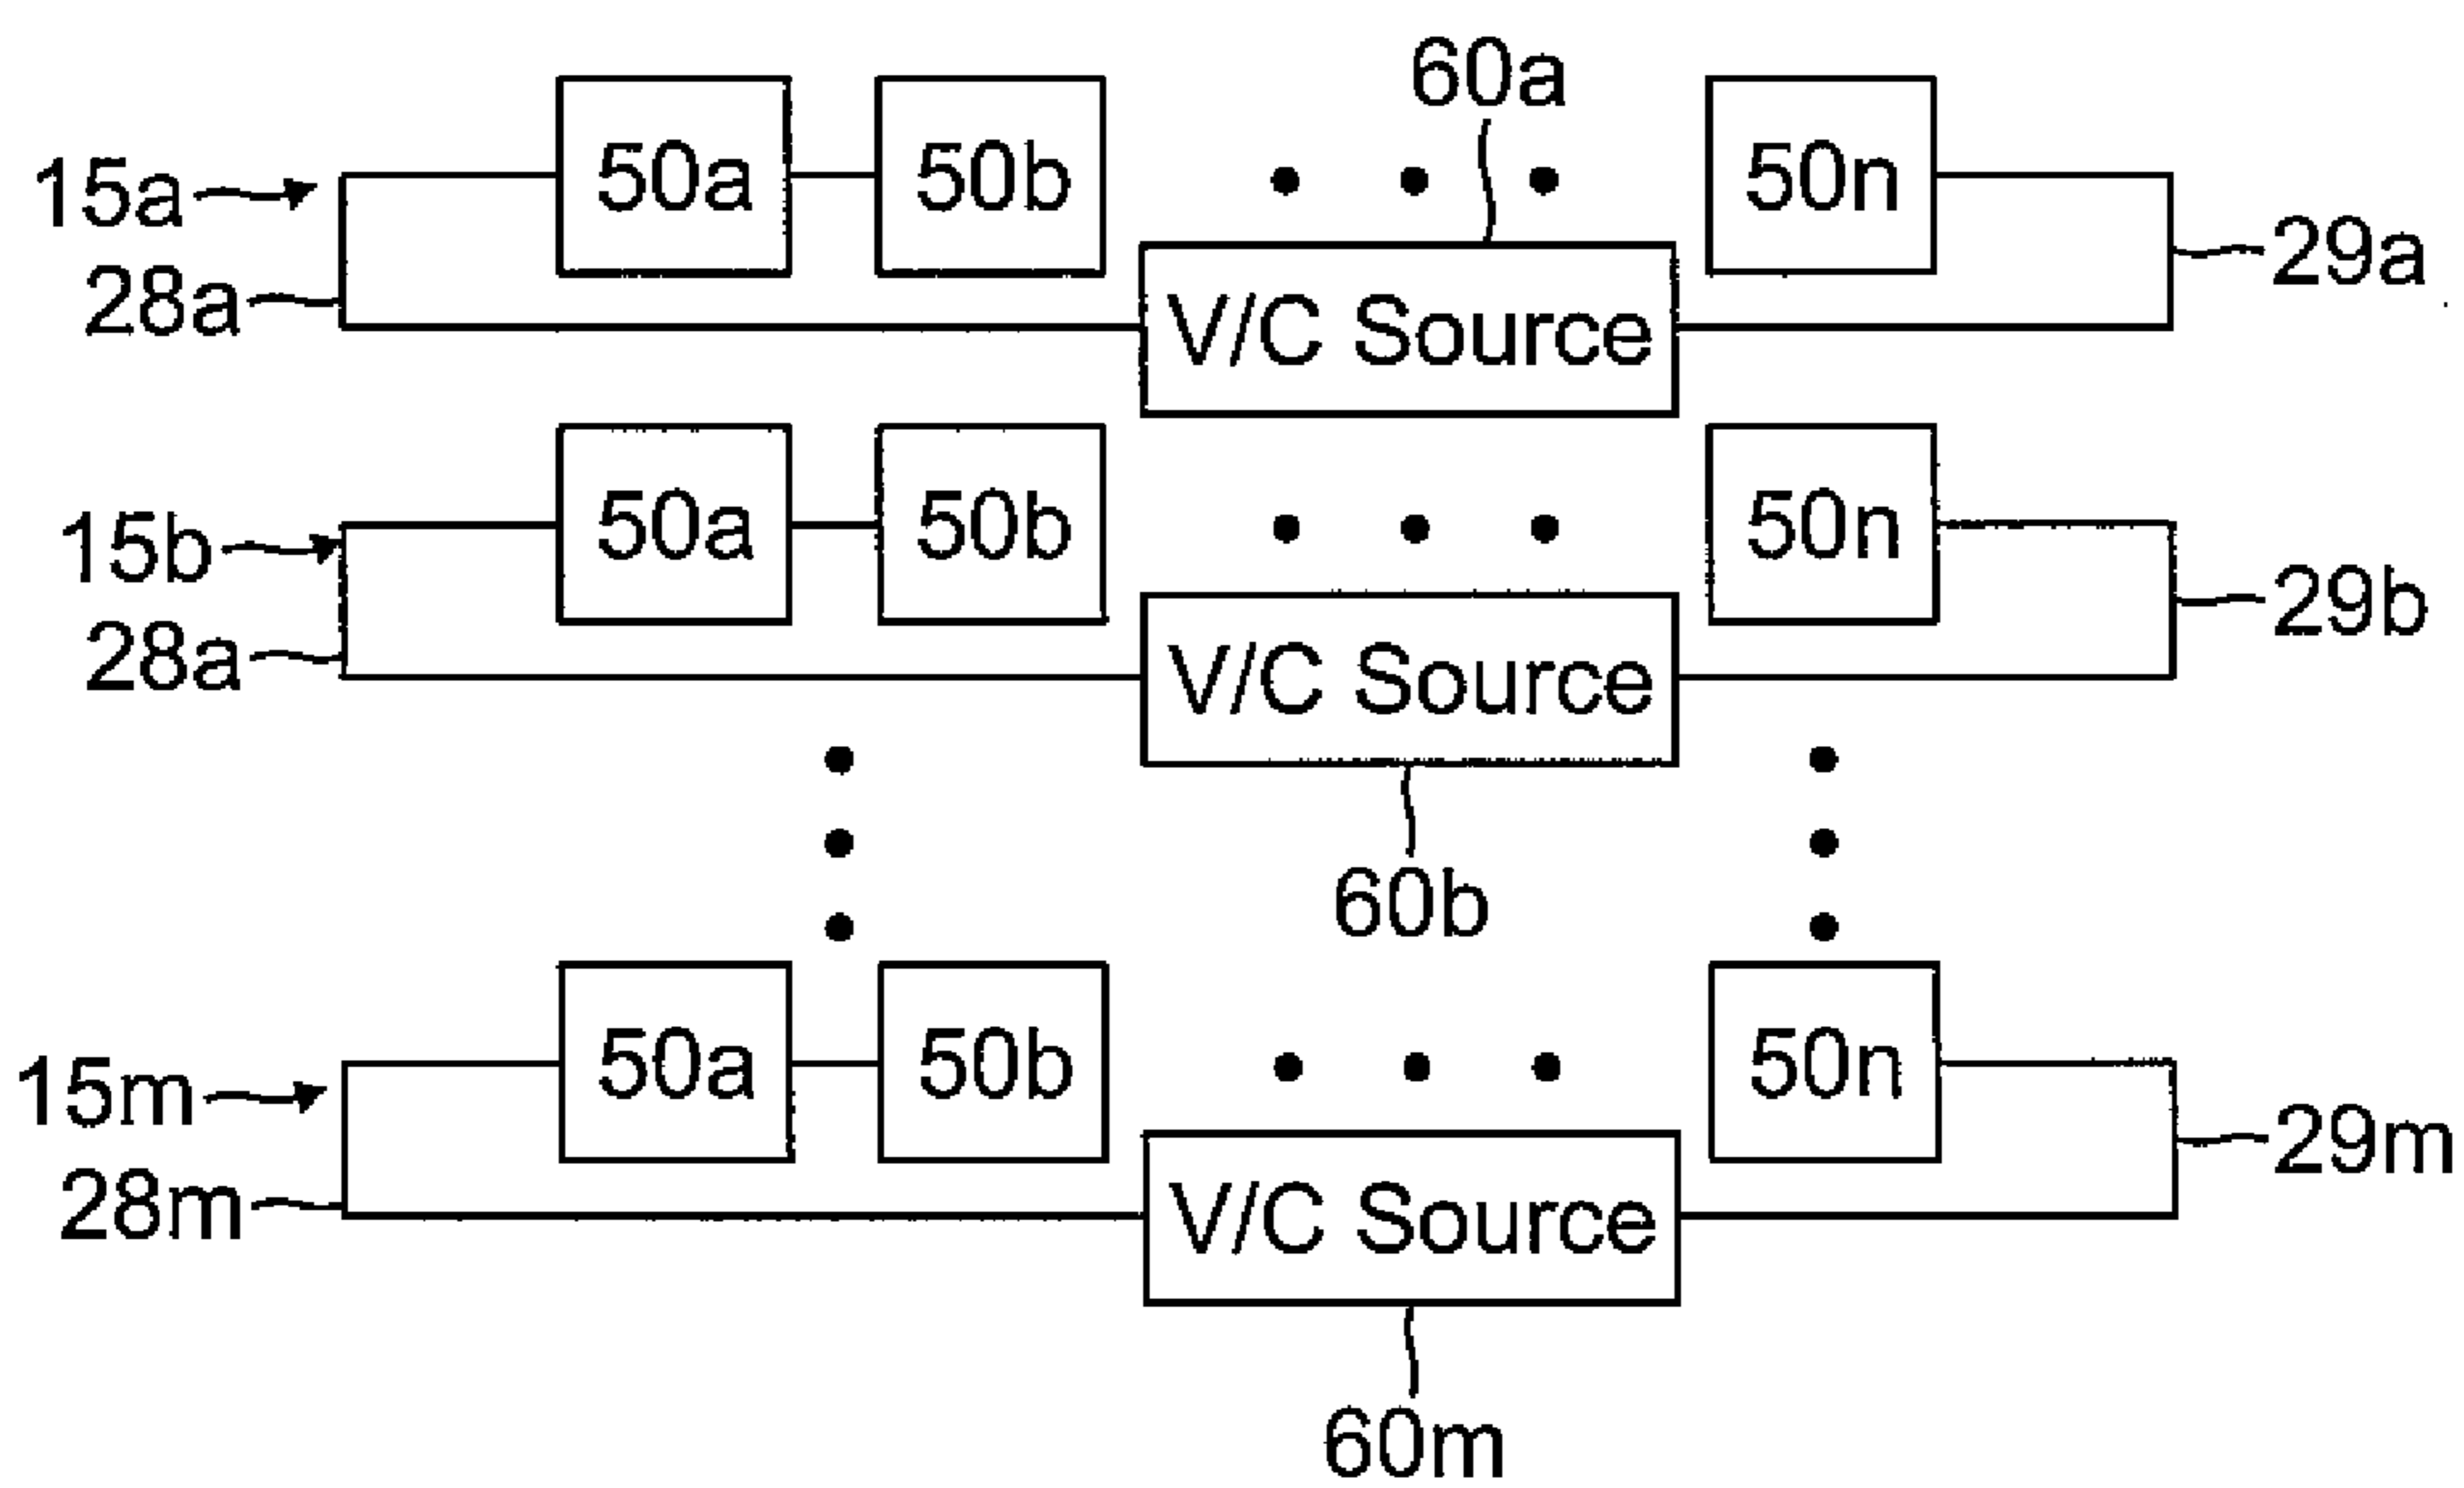 60a
15a 50a 50b 50n
28a V/C Source 29a
15b 50a 50b 50n
28a V/C Source 29b
60b
15m 50a 50b 50n
28m V/C Source 29m
60m